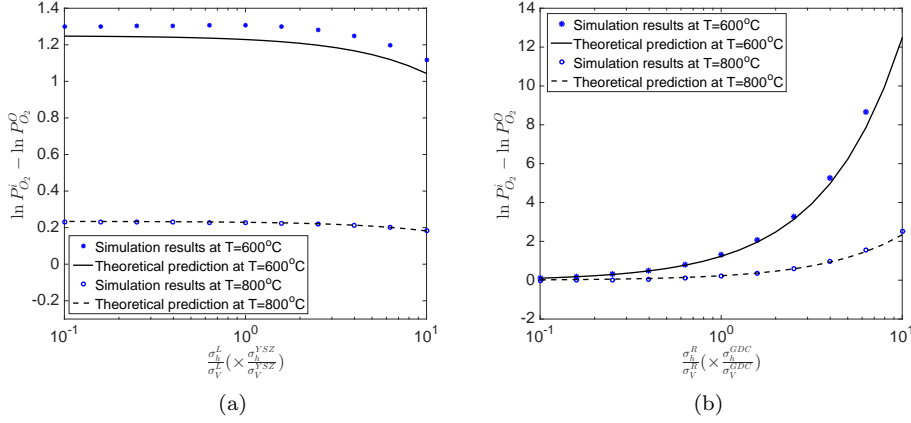 1.4
1.2
1
0.8
0.6
0.4
0.2
0
-0.2
ln P^i_{O_2} − ln P^O_{O_2}
Simulation results at T=600°C
Theoretical prediction at T=600°C
Simulation results at T=800°C
Theoretical prediction at T=800°C
10^{-1} 10^0 10^1
σ_h^L/σ_V^L (× σ_h^{YSZ}/σ_V^{YSZ})
(a)
14
12
10
8
6
4
2
0
-2
ln P^i_{O_2} − ln P^O_{O_2}
Simulation results at T=600°C
Theoretical prediction at T=600°C
Simulation results at T=800°C
Theoretical prediction at T=800°C
10^{-1} 10^0 10^1
σ_h^R/σ_V^R (× σ_h^{GDC}/σ_V^{GDC})
(b)